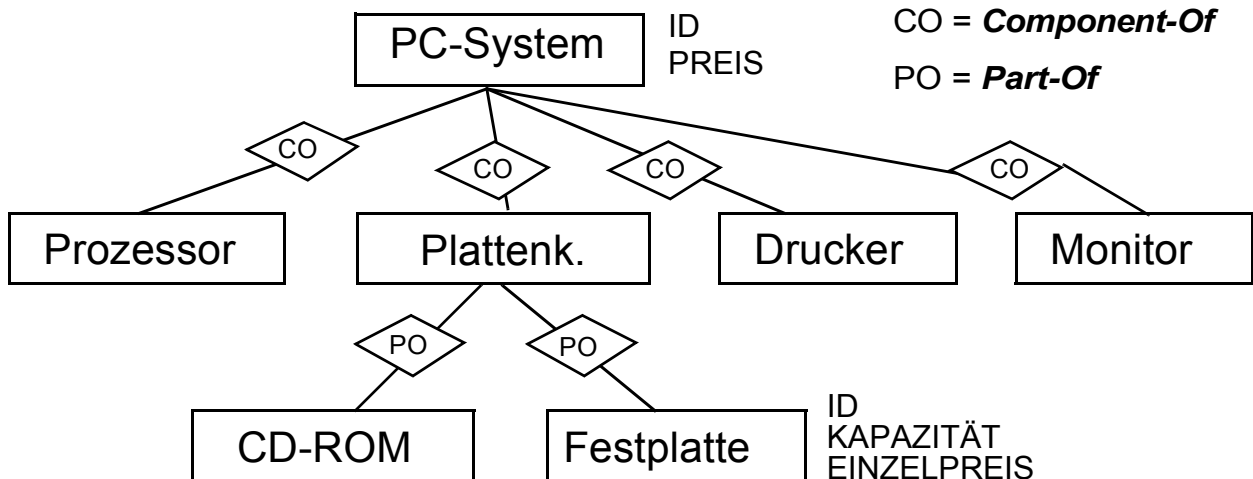 PC-System
ID
PREIS
CO = Component-Of
PO = Part-Of
CO
CO
CO
CO
Prozessor
Plattenk.
Drucker
Monitor
PO
PO
CD-ROM
Festplatte
ID
KAPAZITÄT
EINZELPREIS